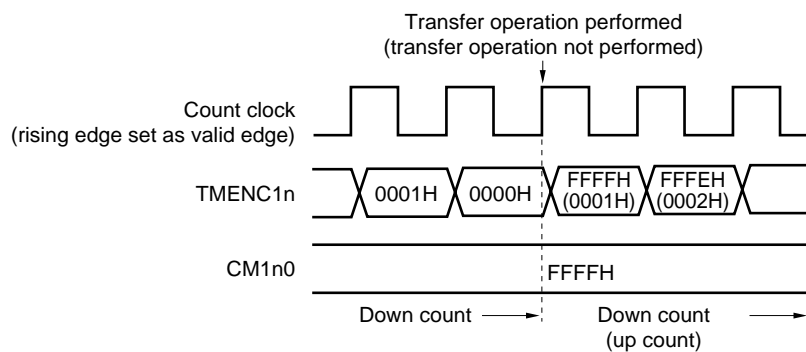 Transfer operation performed
(transfer operation not performed)
Count clock
(rising edge set as valid edge)
TMENC1n
0001H
0000H
FFFFH
(0001H)
FFFEH
(0002H)
CM1n0
FFFFH
Down count
Down count
(up count)